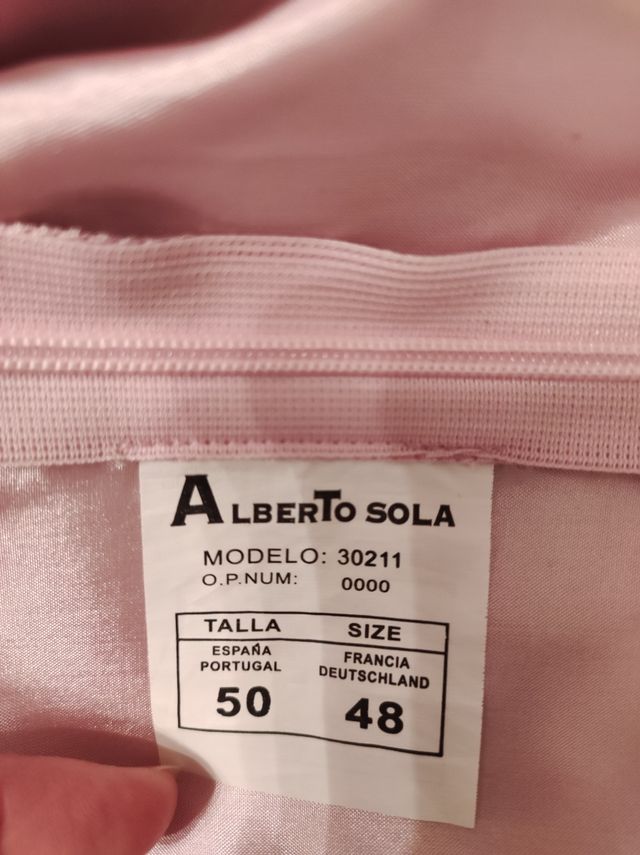 ALBERTO SOLA
MODELO: 30211
O.P.NUM: 0000
TALLA SIZE
ESPAÑA FRANCIA
PORTUGAL DEUTSCHLAND
50 48